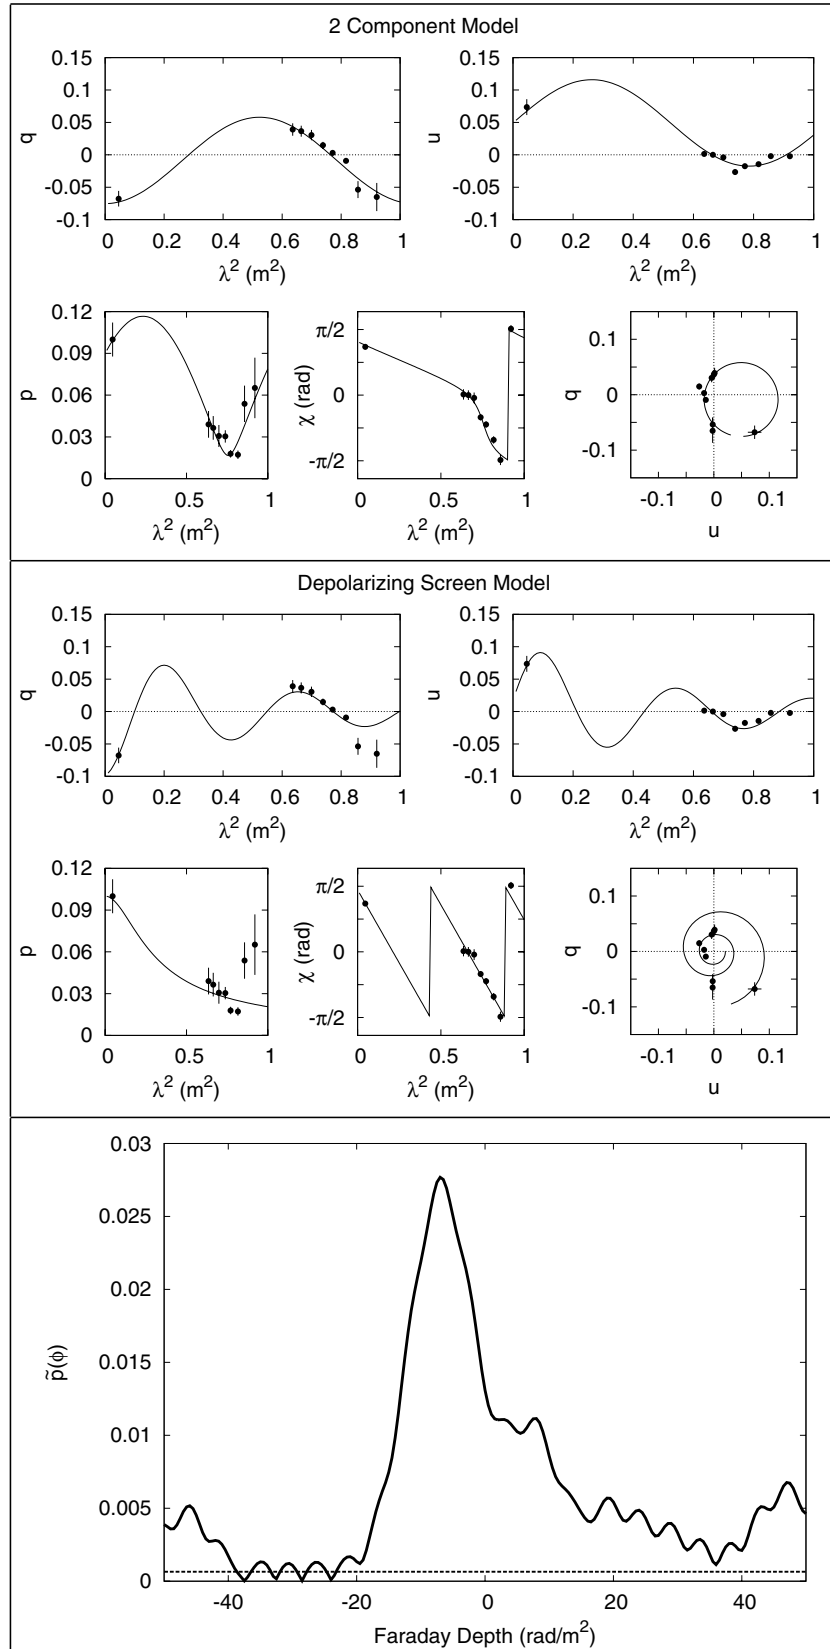 2 Component Model
0.15
0.1
0.05
0
-0.05
-0.1
q
0 0.2 0.4 0.6 0.8 1
λ2 (m2)
0.15
0.1
0.05
0
-0.05
-0.1
u
0 0.2 0.4 0.6 0.8 1
λ2 (m2)
0.12
0.09
0.06
0.03
0
p
0 0.5 1
λ2 (m2)
π/2
0
-π/2
χ (rad)
0 0.5 1
λ2 (m2)
0.1
0
-0.1
q
-0.1 0 0.1
u
Depolarizing Screen Model
0.15
0.1
0.05
0
-0.05
-0.1
q
0 0.2 0.4 0.6 0.8 1
λ2 (m2)
0.15
0.1
0.05
0
-0.05
-0.1
u
0 0.2 0.4 0.6 0.8 1
λ2 (m2)
0.12
0.09
0.06
0.03
0
p
0 0.5 1
λ2 (m2)
π/2
0
-π/2
χ (rad)
0 0.5 1
λ2 (m2)
0.1
0
-0.1
q
-0.1 0 0.1
u
0.03
0.025
0.02
0.015
0.01
0.005
0
p̃(ϕ)
-40 -20 0 20 40
Faraday Depth (rad/m2)